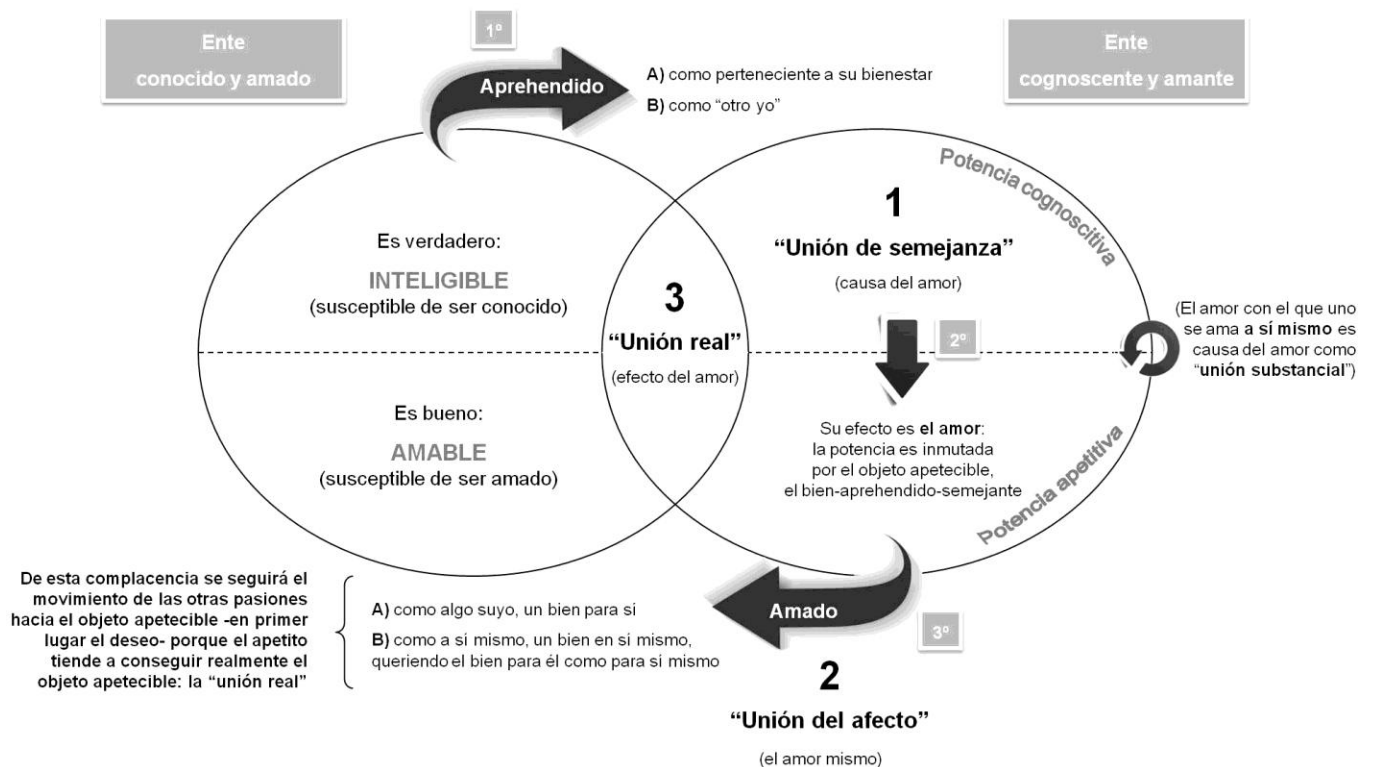 Ente
conocido y amado
1º
Aprehendido
A) como perteneciente a su bienestar
B) como “otro yo”
Ente
cognoscente y amante
Potencia cognoscitiva
Es verdadero:
INTELIGIBLE
(susceptible de ser conocido)
1
“Unión de semejanza”
(causa del amor)
3
“Unión real”
(efecto del amor)
2º
(El amor con el que uno
se ama a sí mismo es
causa del amor como
“unión substancial”)
Es bueno:
AMABLE
(susceptible de ser amado)
Su efecto es el amor:
la potencia es inmutada
por el objeto apetecible,
el bien-aprehendido-semejante
Potencia apetitiva
De esta complacencia se seguirá el
movimiento de las otras pasiones
hacia el objeto apetecible -en primer
lugar el deseo- porque el apetito
tiende a conseguir realmente el
objeto apetecible: la “unión real”
A) como algo suyo, un bien para sí
B) como a sí mismo, un bien en sí mismo,
queriendo el bien para él como para sí mismo
Amado
3º
2
“Unión del afecto”
(el amor mismo)